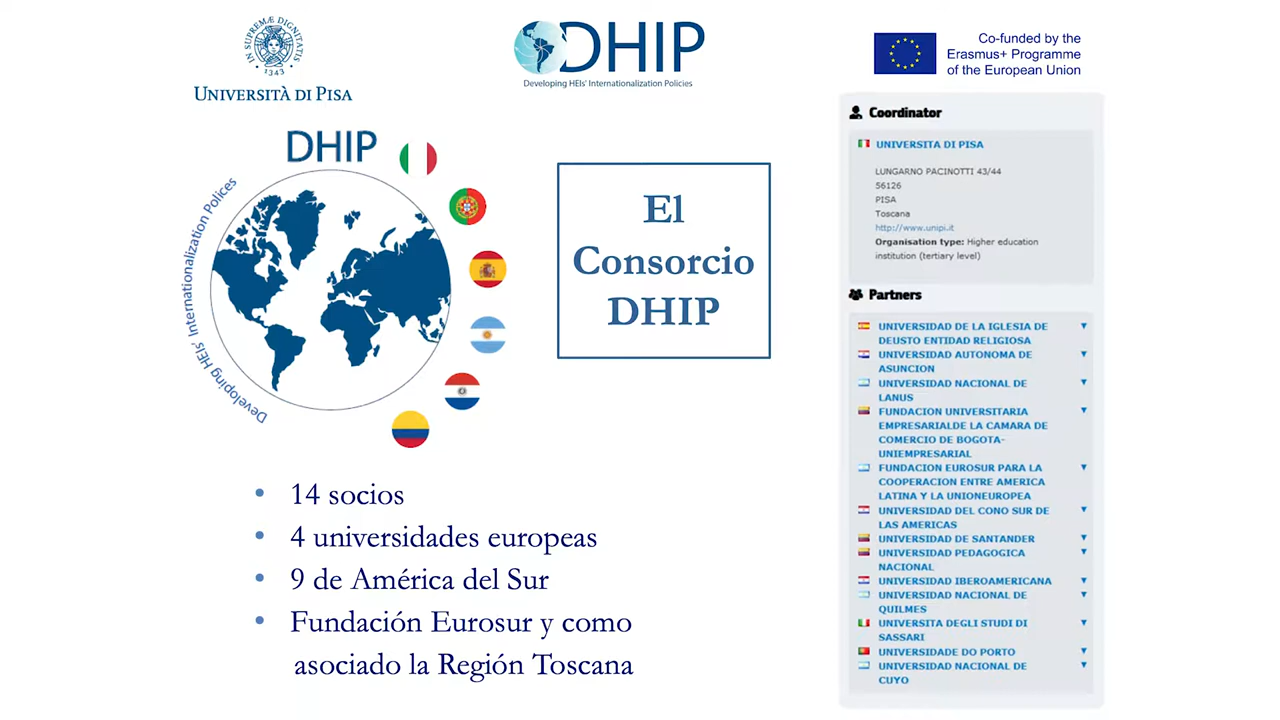 IN SUPREMÆ DIGNITATIS
1343
UNIVERSITÀ DI PISA
DHIP
Developing HEIs' Internationalization Policies
Co-funded by the
Erasmus+ Programme
of the European Union
DHIP
Developing HEIs' Internationalization Polices
El
Consorcio
DHIP
14 socios
4 universidades europeas
9 de América del Sur
Fundación Eurosur y como
asociado la Región Toscana
Coordinator
UNIVERSITA DI PISA
LUNGARNO PACINOTTI 43/44
56126
PISA
Toscana
http://www.unipi.it
Organisation type: Higher education
institution (tertiary level)
Partners
UNIVERSIDAD DE LA IGLESIA DE
DEUSTO ENTIDAD RELIGIOSA
UNIVERSIDAD AUTONOMA DE
ASUNCION
UNIVERSIDAD NACIONAL DE
LANUS
FUNDACION UNIVERSITARIA
EMPRESARIALDE LA CAMARA DE
COMERCIO DE BOGOTA-
UNIEMPRESARIAL
FUNDACION EUROSUR PARA LA
COOPERACION ENTRE AMERICA
LATINA Y LA UNIONEUROPEA
UNIVERSIDAD DEL CONO SUR DE
LAS AMERICAS
UNIVERSIDAD DE SANTANDER
UNIVERSIDAD PEDAGOGICA
NACIONAL
UNIVERSIDAD IBEROAMERICANA
UNIVERSIDAD NACIONAL DE
QUILMES
UNIVERSITA DEGLI STUDI DI
SASSARI
UNIVERSIDADE DO PORTO
UNIVERSIDAD NACIONAL DE
CUYO